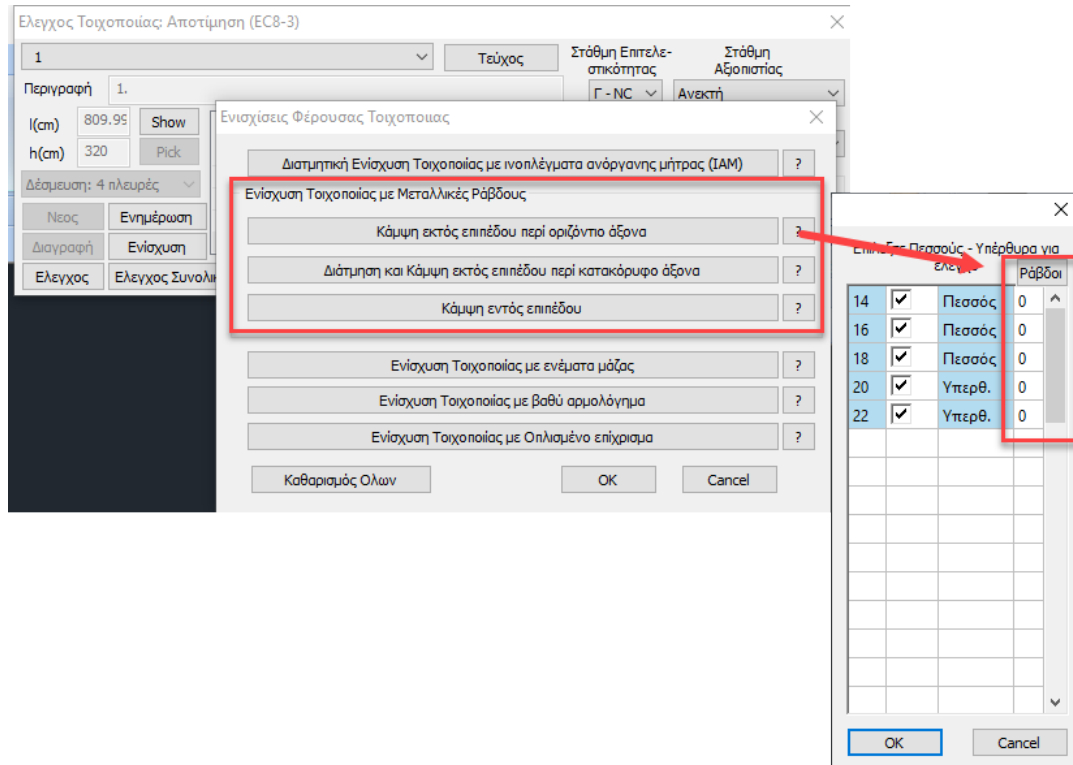 Ελεγχος Τοιχοποιίας: Αποτίμηση (EC8-3)
1
Τεύχος
Στάθμη Επιτελε-
στικότητας
Στάθμη
Αξιοπιστίας
Περιγραφή 1.
Γ - NC
Ανεκτή
l(cm) 809.99 Show
h(cm) 320 Pick
Δέσμευση: 4 πλευρές
Νεος Ενημέρωση
Διαγραφή Ενίσχυση
Ελεγχος Ελεγχος Συνολι
Ενισχίσεις Φέρουσας Τοιχοποιιας
Διατμητική Ενίσχυση Τοιχοποιίας με ινοπλέγματα ανόργανης μήτρας (ΙΑΜ) ?
Ενίσχυση Τοιχοποιίας με Μεταλλικές Ράβδους
Κάμψη εκτός επιπέδου περί οριζόντιο άξονα ?
Διάτμηση και Κάμψη εκτός επιπέδου περί κατακόρυφο άξονα ?
Κάμψη εντός επιπέδου ?
Ενίσχυση Τοιχοποιίας με ενέματα μάζας ?
Ενίσχυση Τοιχοποιίας με βαθύ αρμολόγημα ?
Ενίσχυση Τοιχοποιίας με Οπλισμένο επίχρισμα ?
Καθαρισμός Ολων OK Cancel
Πεσσούς - Υπέρθυρα για
Ράβδοι
14 Πεσσός 0
16 Πεσσός 0
18 Πεσσός 0
20 Υπερθ. 0
22 Υπερθ. 0
OK Cancel